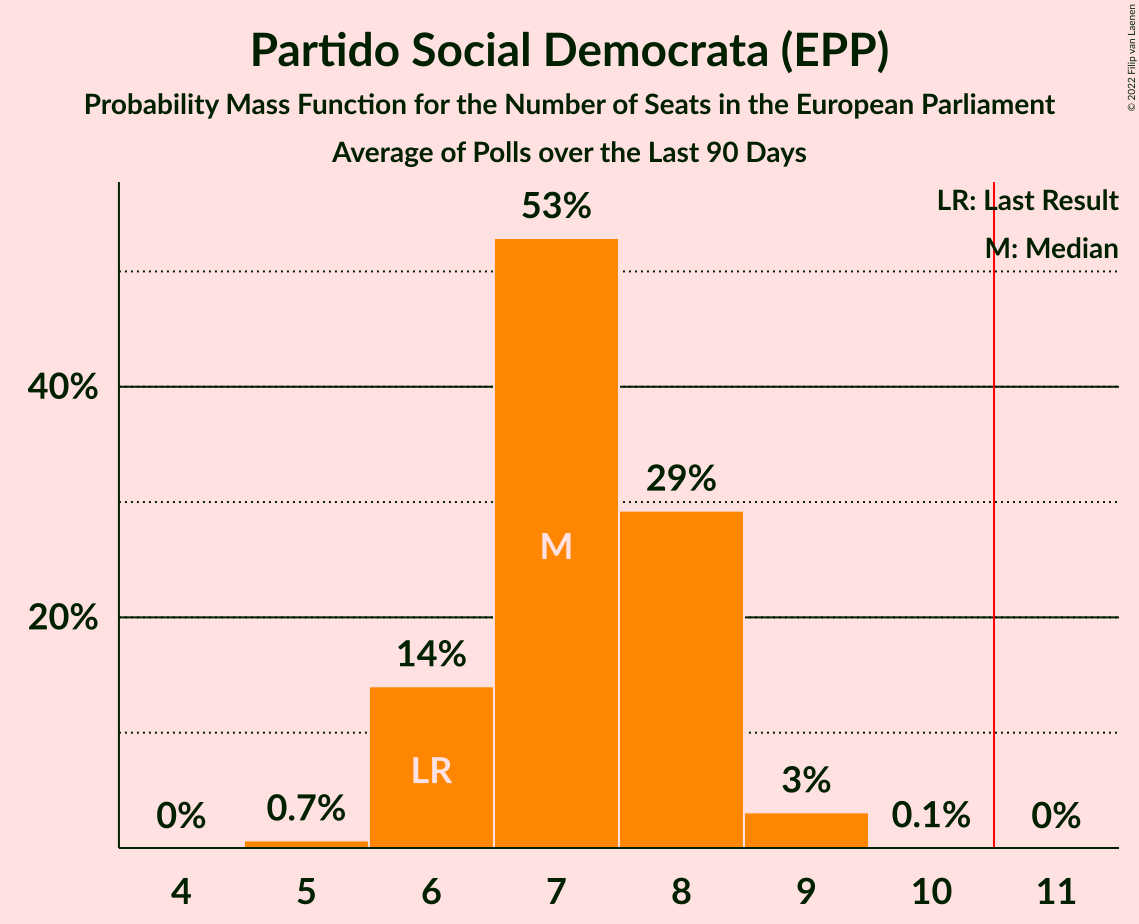 Partido Social Democrata (EPP)
Probability Mass Function for the Number of Seats in the European Parliament
Average of Polls over the Last 90 Days
© 2022 Filip van Laenen
LR: Last Result
M: Median
53%
40%
29%
M
20%
14%
LR
3%
0%
0.7%
0.1%
0%
4 5 6 7 8 9 10 11